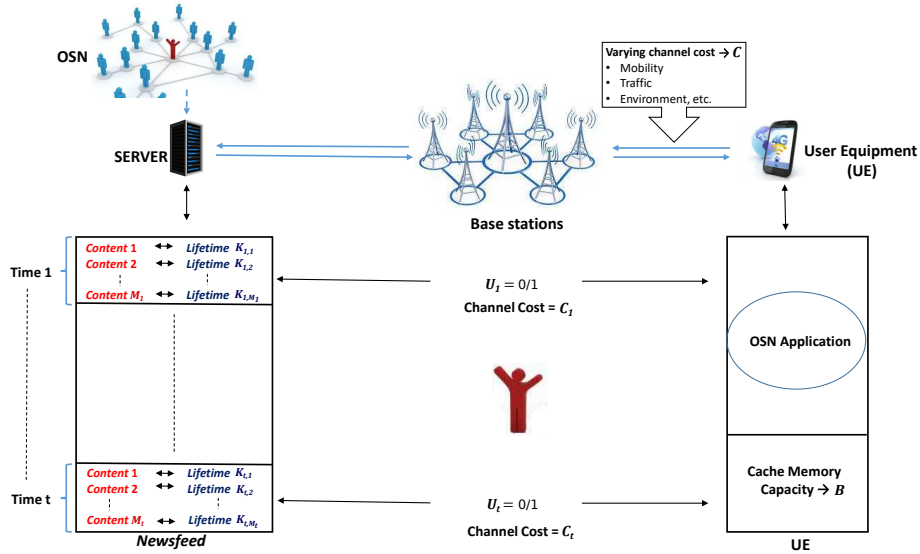 OSN
Varying channel cost → C
• Mobility
• Traffic
• Environment, etc.
SERVER
4G
User Equipment
(UE)
Base stations
Time 1
Content 1 ↔ Lifetime K1,1
Content 2 ↔ Lifetime K1,2
Content M1 ↔ Lifetime K1,M1
U1 = 0/1
Channel Cost = C1
OSN Application
Time t
Content 1 ↔ Lifetime Kt,1
Content 2 ↔ Lifetime Kt,2
Content Mt ↔ Lifetime Kt,Mt
Ut = 0/1
Channel Cost = Ct
Cache Memory
Capacity → B
Newsfeed
UE